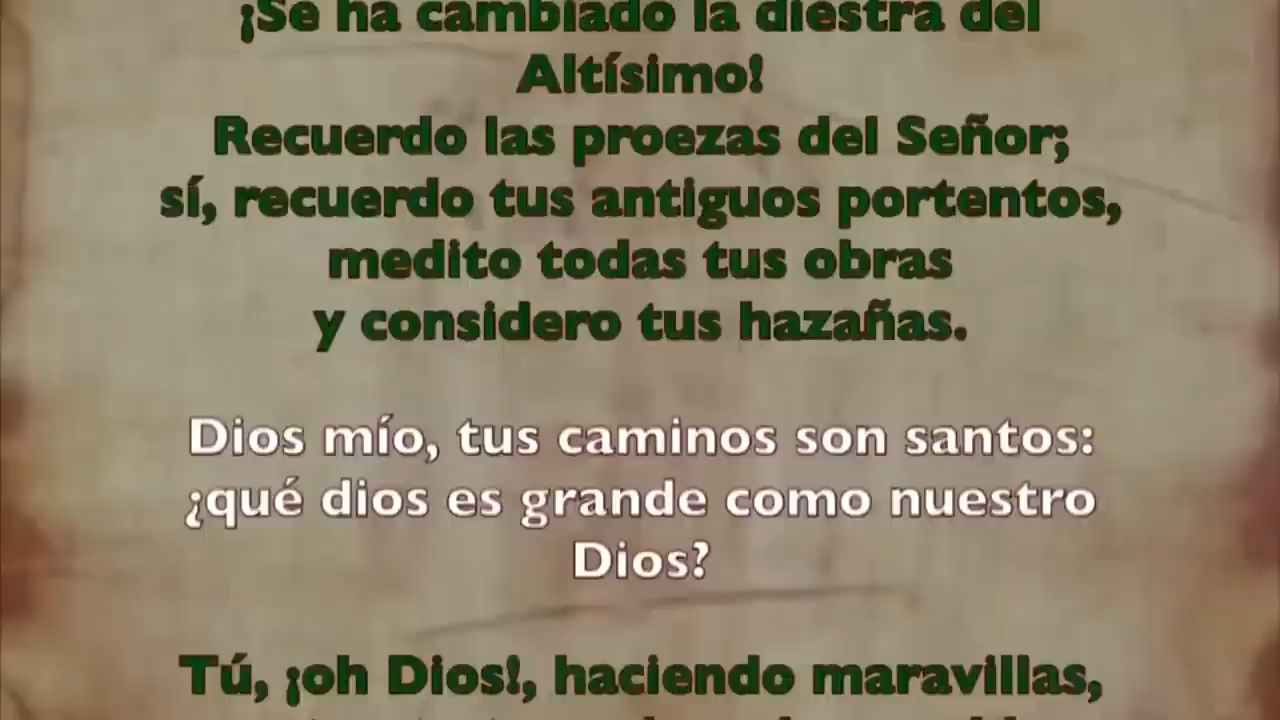 ¡Se ha cambiado la diestra del
Altísimo!
Recuerdo las proezas del Señor;
sí, recuerdo tus antiguos portentos,
medito todas tus obras
y considero tus hazañas.
Dios mío, tus caminos son santos:
¿qué dios es grande como nuestro
Dios?
Tú, ¡oh Dios!, haciendo maravillas,